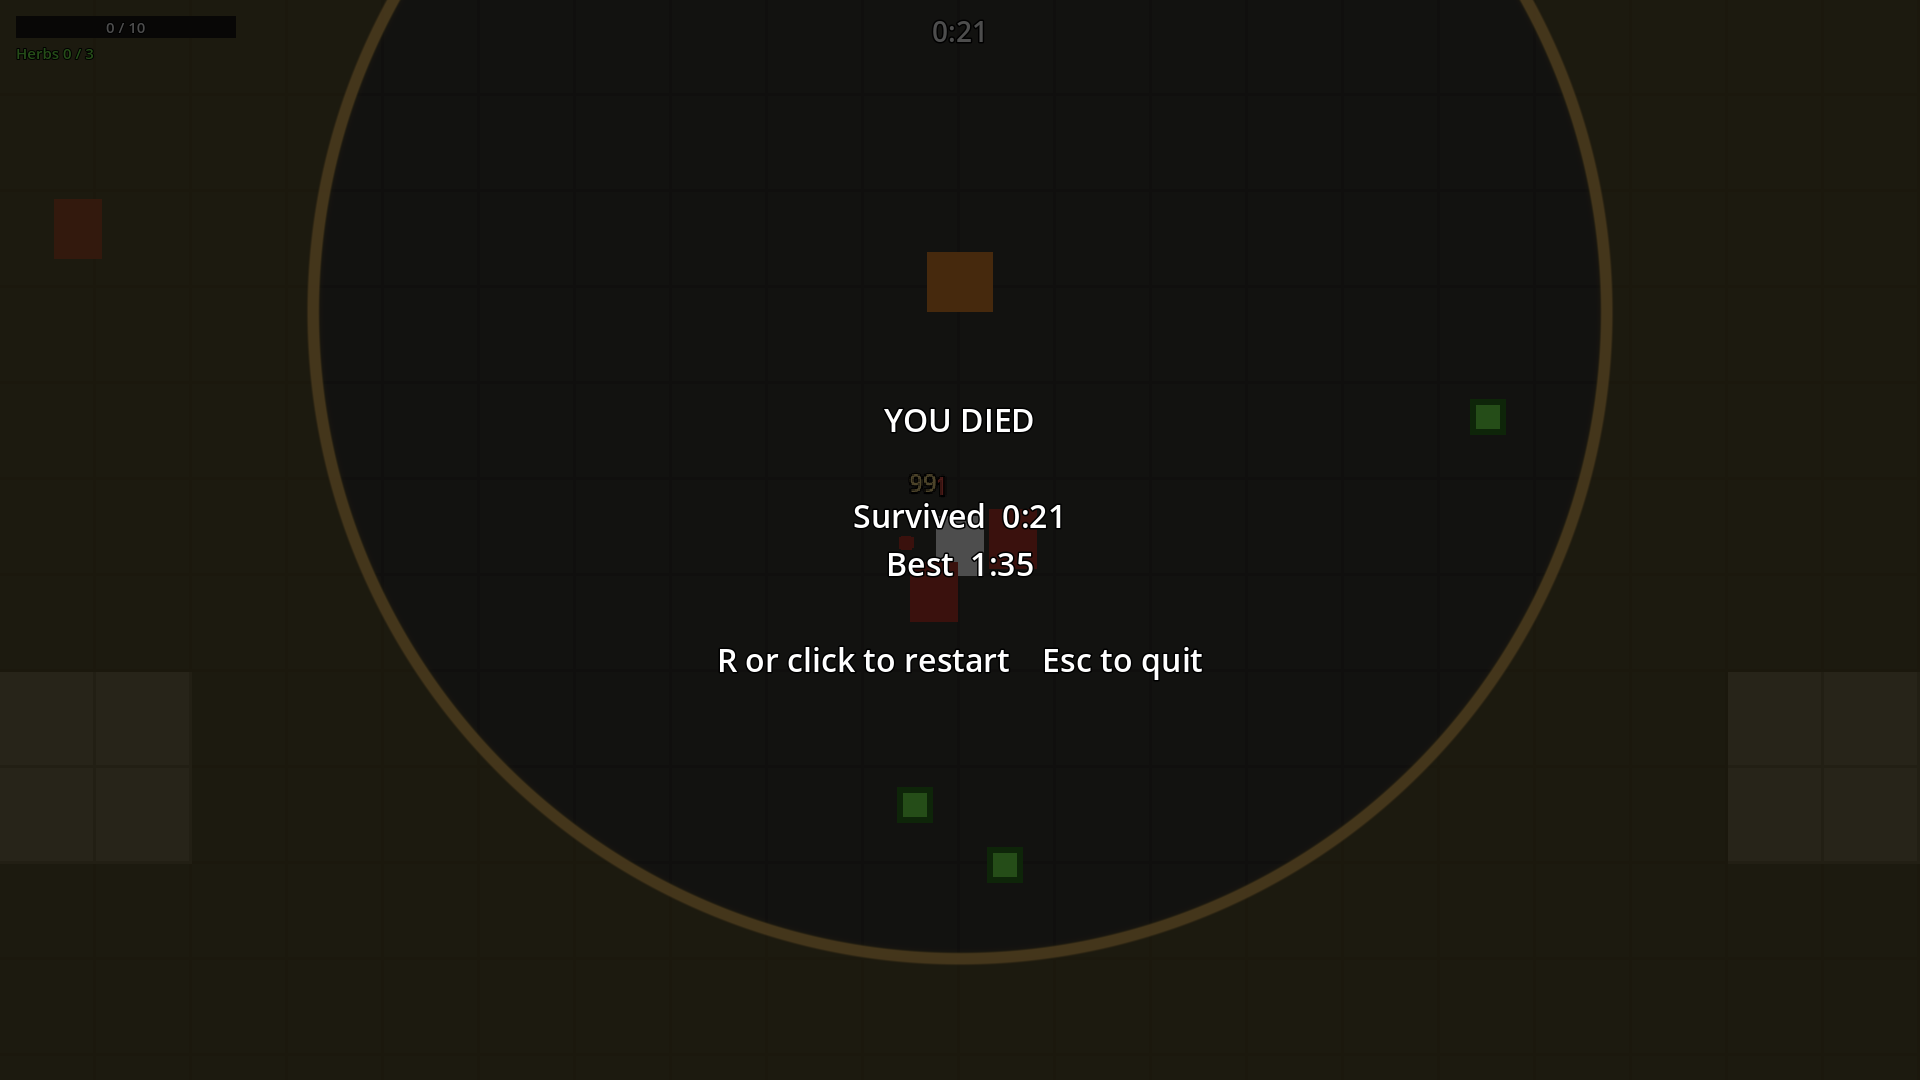 0 / 10
Herbs 0 / 3
0:21
YOU DIED
99
1
Survived 0:21
Best 1:35
R or click to restart Esc to quit